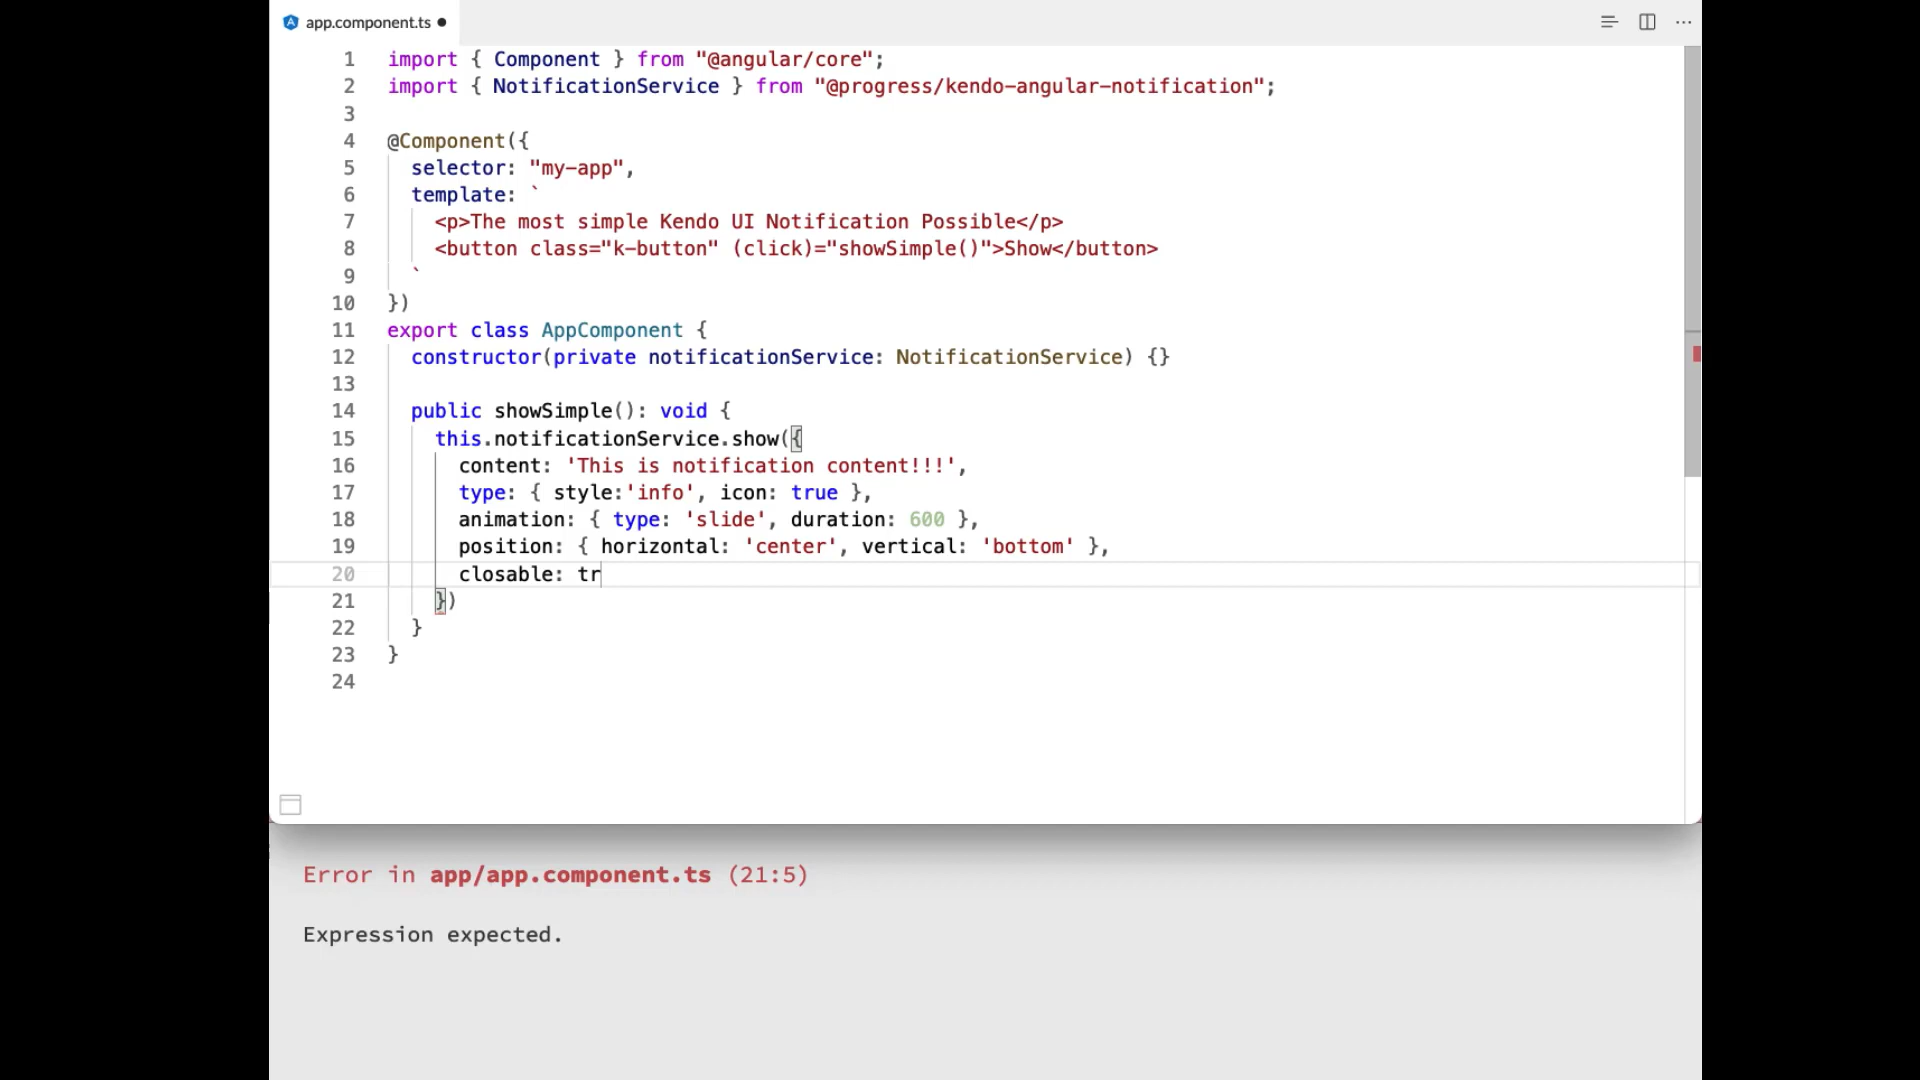 app.component.ts
1 import { Component } from "@angular/core";
2 import { NotificationService } from "@progress/kendo-angular-notification";
3
4 @Component({
5 selector: "my-app",
6 template: `
7 <p>The most simple Kendo UI Notification Possible</p>
8 <button class="k-button" (click)="showSimple()">Show</button>
9 `
10 })
11 export class AppComponent {
12 constructor(private notificationService: NotificationService) {}
13
14 public showSimple(): void {
15 this.notificationService.show({
16 content: 'This is notification content!!!',
17 type: { style:'info', icon: true },
18 animation: { type: 'slide', duration: 600 },
19 position: { horizontal: 'center', vertical: 'bottom' },
20 closable: tr
21 })
22 }
23 }
24
Error in app/app.component.ts (21:5)
Expression expected.